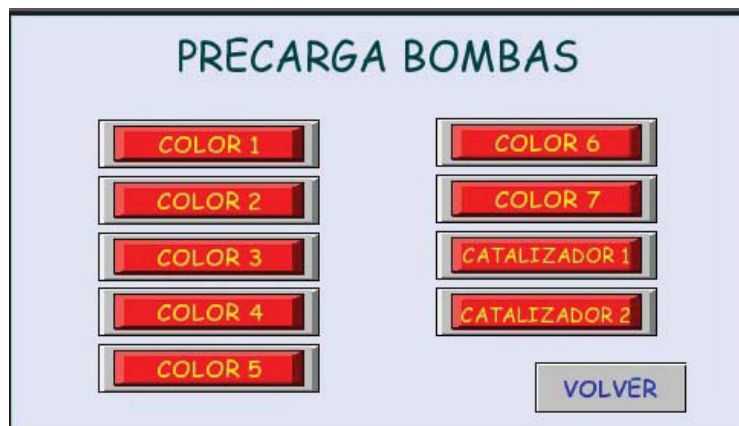 PRECARGA BOMBAS
COLOR 1
COLOR 2
COLOR 3
COLOR 4
COLOR 5
COLOR 6
COLOR 7
CATALIZADOR 1
CATALIZADOR 2
VOLVER